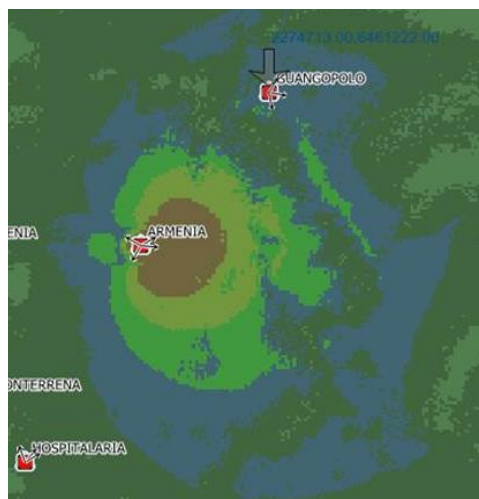 2274713.00,6461222.00
GUANGOPOLO
ENIA
ARMENIA
ONTERRENA
HOSPITALARIA